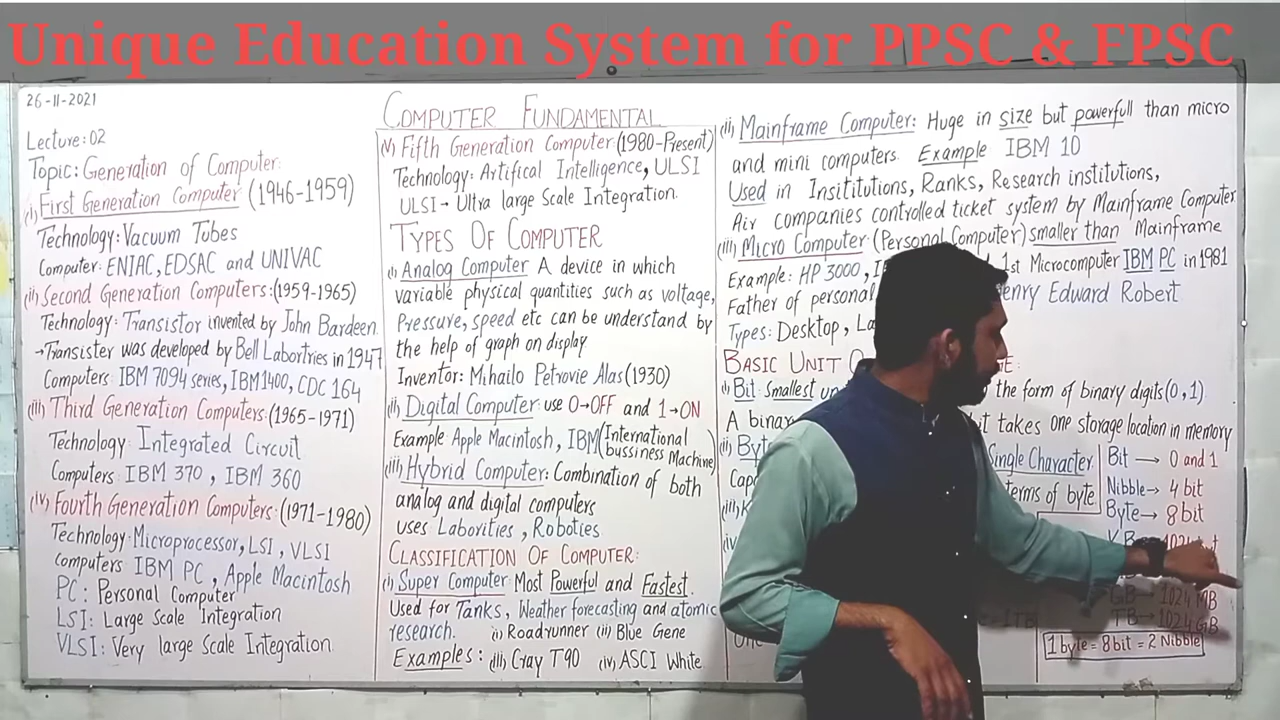 Unique Education System for PPSC & FPSC
26-11-2021
COMPUTER FUNDAMENTAL
Lecture: 02
Topic: Generation of Computer:
(i) First Generation Computer (1946-1959)
Technology: Vacuum Tubes
Computer: ENIAC, EDSAC and UNIVAC
(ii) Second Generation Computers: (1959-1965)
Technology: Transistor invented by John Bardeen
→Transister was developed by Bell Labortries in 1947
Computers: IBM 7094 series, IBM1400, CDC 164
(iii) Third Generation Computers: (1965-1971)
Technology: Integrated Circuit
Computers: IBM 370, IBM 360
(iv) Fourth Generation Computers: (1971-1980)
Technology: Microprocessor, LSI, VLSI
Computers IBM PC, Apple Macintosh
PC: Personal Computer
LSI: Large Scale Integration
VLSI: Very large Scale Integration
(v) Fifth Generation Computer: (1980-Present)
Technology: Artifical Intelligence, ULSI
ULSI → Ultra large Scale Integration.
TYPES OF COMPUTER
(i) Analog Computer A device in which
variable physical quantities such as voltage,
Pressure, speed etc can be understand by
the help of graph on display
Inventor: Mihailo Petrovie Alas (1930)
(ii) Digital Computer: use 0→OFF and 1→ON
Example Apple Macintosh, IBM (International bussiness Machine)
(iii) Hybrid Computer: Combination of both
analog and digital computers
uses Laborities, Roboties
CLASSIFICATION OF COMPUTER:
(i) Super Computer Most Powerful and Fastest.
Used for Tanks, Weather forecasting and atomic
research. (i) Roadrunner (ii) Blue Gene
Examples: (iii) Cray T90 (iv) ASCI White
(ii) Mainframe Computer: Huge in size but powerfull than micro
and mini computers. Example IBM 10
Used in Insititutions, Ranks, Research institutions,
Air companies controlled ticket system by Mainframe Computer
(iii) Micro Computer (Personal Computer) smaller than Mainframe
Example: HP 3000, 1st Microcomputer IBM PC in 1981
Father of personal Edward Robert
Types: Desktop,
BASIC UNIT
(i) Bit: Smallest the form of binary digits (0,1)
A takes one storage location in memory
(ii) Single Character
terms of byte
Bit → 0 and 1
Nibble → 4 bit
Byte → 8 bit
GB → 1024 MB
TB → 1024 GB
1 byte = 8 bit = 2 Nibble